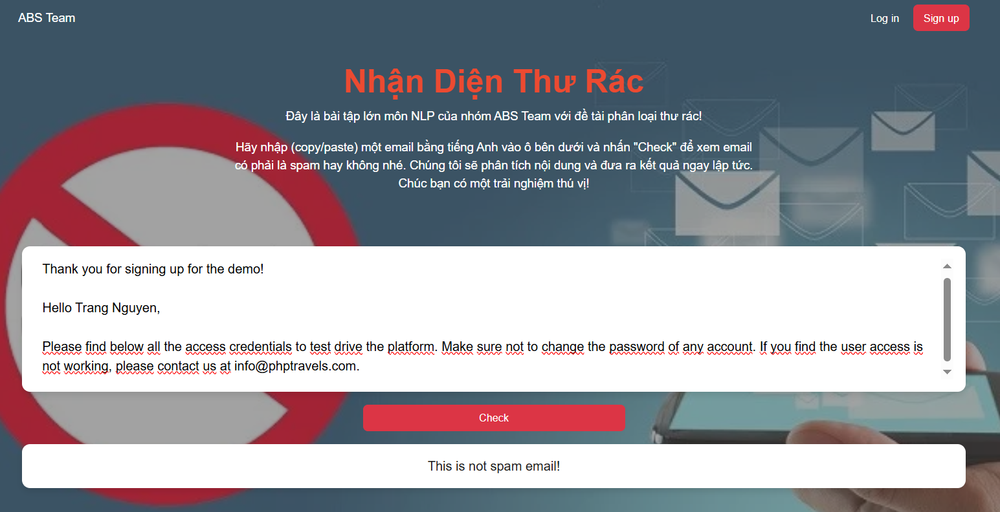 ABS Team
Log in
Sign up
Nhận Diện Thư Rác
Đây là bài tập lớn môn NLP của nhóm ABS Team với đề tài phân loại thư rác!
Hãy nhập (copy/paste) một email bằng tiếng Anh vào ô bên dưới và nhấn "Check" để xem email
có phải là spam hay không nhé. Chúng tôi sẽ phân tích nội dung và đưa ra kết quả ngay lập tức.
Chúc bạn có một trải nghiệm thú vị!
Thank you for signing up for the demo!
Hello Trang Nguyen,
Please find below all the access credentials to test drive the platform. Make sure not to change the password of any account. If you find the user access is
not working, please contact us at info@phptravels.com.
Check
This is not spam email!